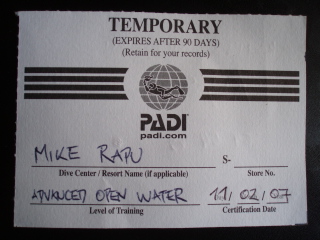 TEMPORARY
(EXPIRES AFTER 90 DAYS)
(Retain for your records)
PADI
padi.com
MIKE RAPU S-
Dive Center / Resort Name (if applicable) Store No.
ADVANCED OPEN WATER 11/02/07
Level of Training Certification Date